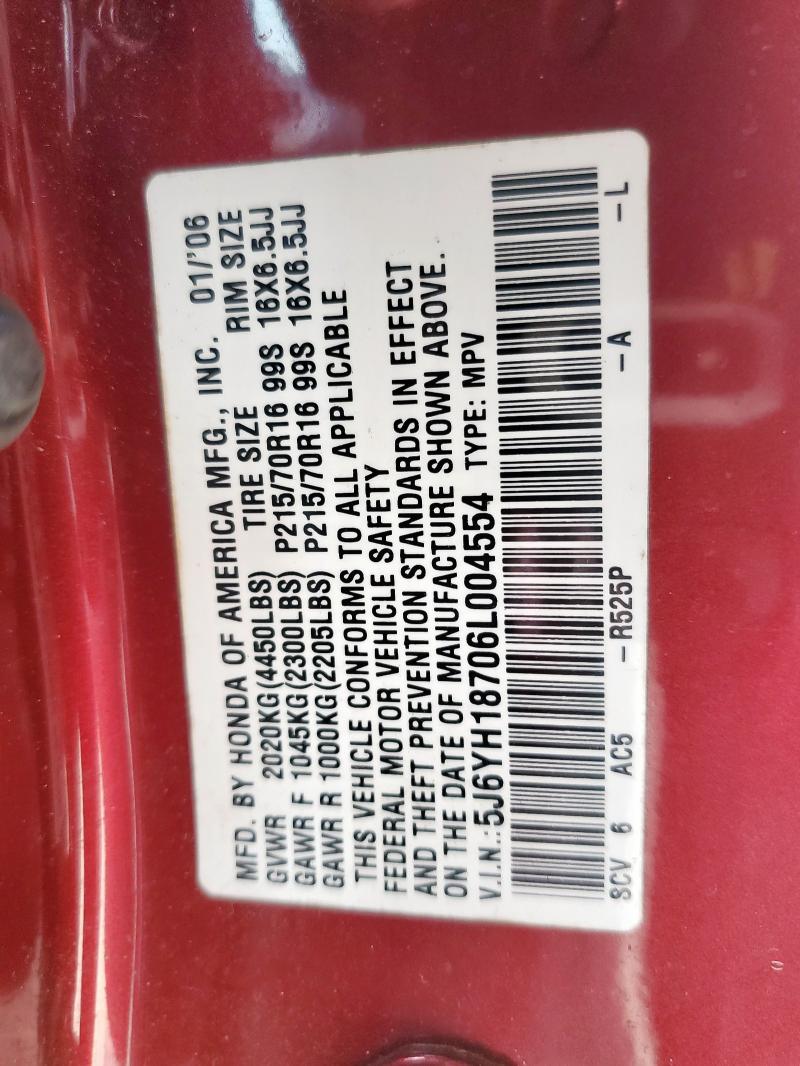 MFD. BY HONDA OF AMERICA MFG., INC. 01/'06
GVWR 2020KG(4450LBS) TIRE SIZE RIM SIZE
GAWR F 1045KG(2300LBS) P215/70R16 99S 16X6.5JJ
GAWR R 1000KG(2205LBS) P215/70R16 99S 16X6.5JJ
THIS VEHICLE CONFORMS TO ALL APPLICABLE
FEDERAL MOTOR VEHICLE SAFETY
AND THEFT PREVENTION STANDARDS IN EFFECT
ON THE DATE OF MANUFACTURE SHOWN ABOVE.
V.I.N.:5J6YH18706L004554 TYPE: MPV
SCV 6 AC5 -R525P -A -L